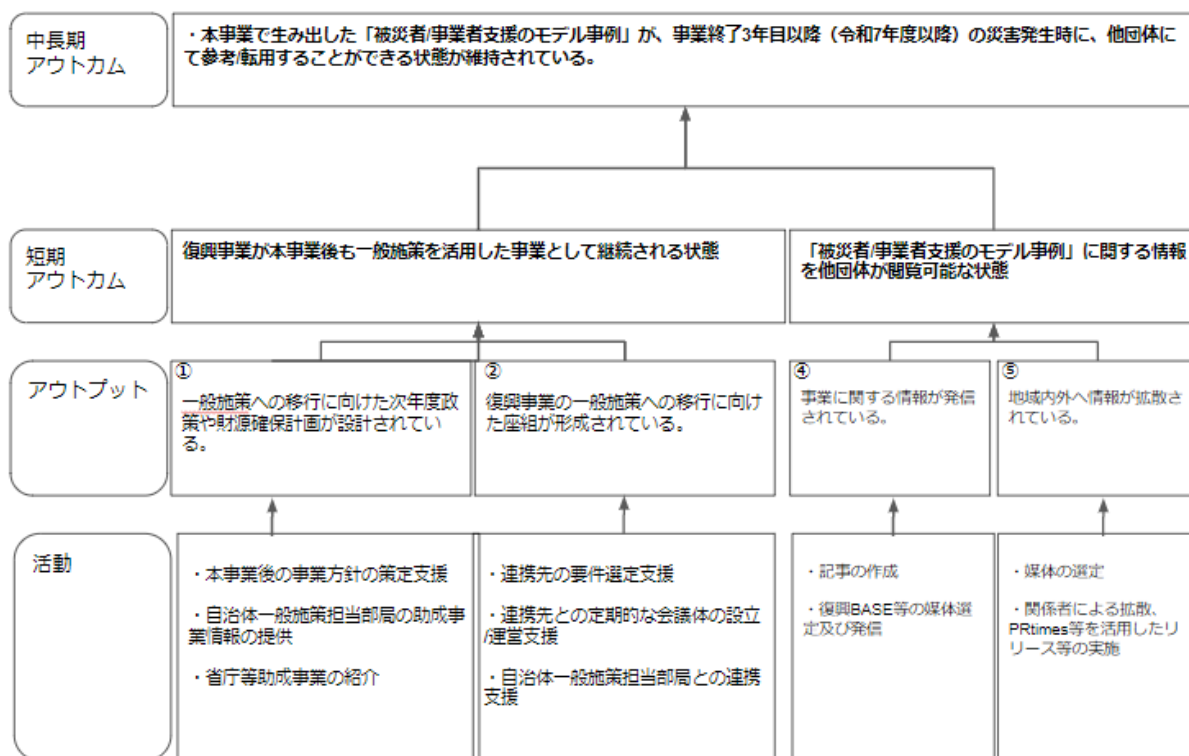 中長期
アウトカム
・本事業で生み出した「被災者/事業者支援のモデル事例」が、事業終了3年目以降（令和7年度以降）の災害発生時に、他団体に
て参考/転用することができる状態が維持されている。
短期
アウトカム
復興事業が本事業後も一般施策を活用した事業として継続される状態
「被災者/事業者支援のモデル事例」に関する情報
を他団体が閲覧可能な状態
アウトプット
①
一般施策への移行に向けた次年度政
策や財源確保計画が設計されてい
る。
②
復興事業の一般施策への移行に向け
た座組が形成されている。
④
事業に関する情報が発信
されている。
⑤
地域内外へ情報が拡散さ
れている。
活動
・本事業後の事業方針の策定支援
・自治体一般施策担当部局の助成事
業情報の提供
・省庁等助成事業の紹介
・連携先の要件選定支援
・連携先との定期的な会議体の設立
/運営支援
・自治体一般施策担当部局との連携
支援
・記事の作成
・復興BASE等の媒体選
定及び発信
・媒体の選定
・関係者による拡散、
PRtimes等を活用したリ
リース等の実施